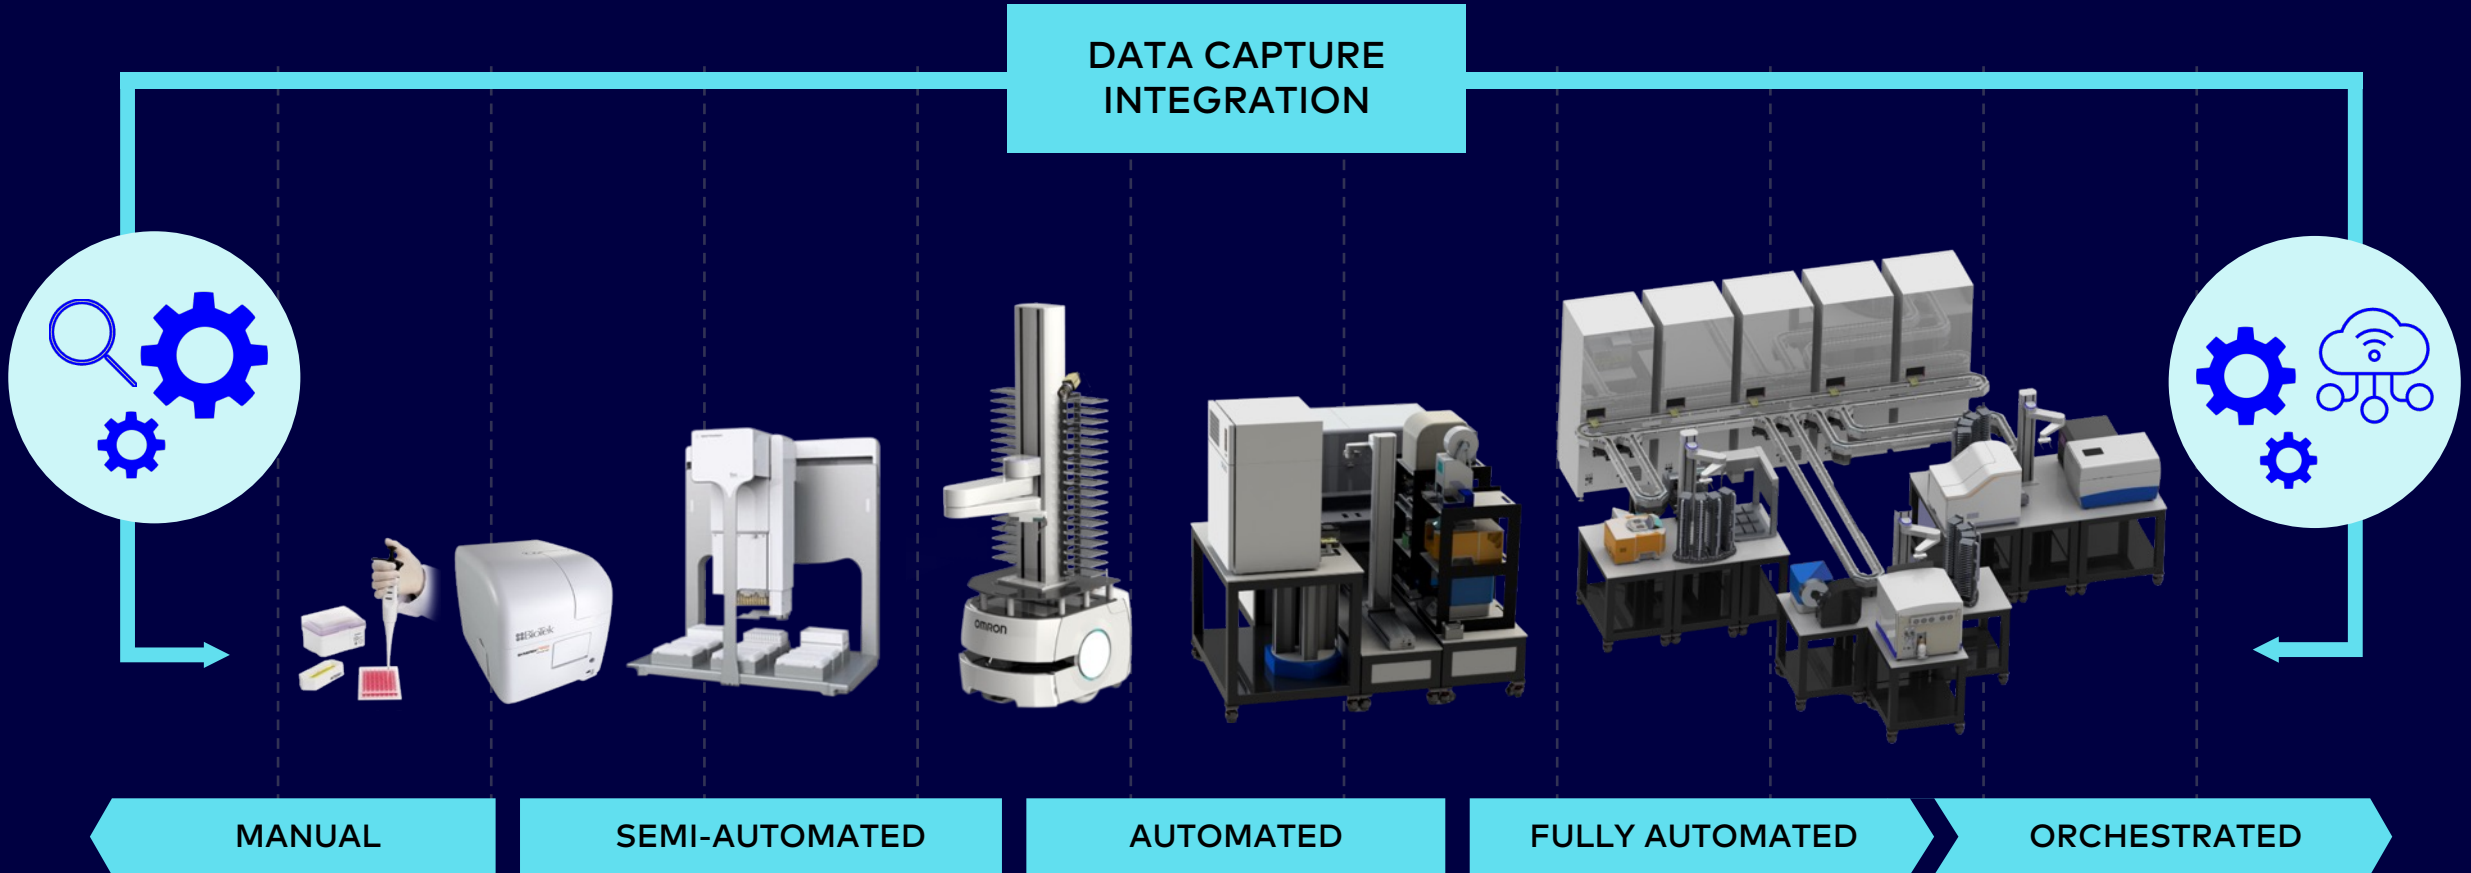 DATA CAPTURE
INTEGRATION
BioTek
OMRON
MANUAL
SEMI-AUTOMATED
AUTOMATED
FULLY AUTOMATED
ORCHESTRATED